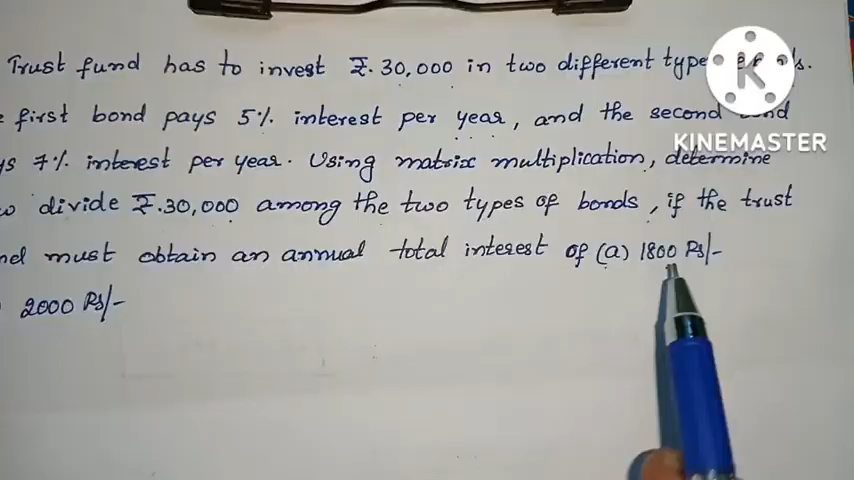 Trust fund has to invest ₹. 30,000 in two different type
first bond pays 5% interest per year, and the second
7% interest per year. Using matrix multiplication, determine
divide ₹.30,000 among the two types of bonds, if the trust
must obtain an annual total interest of (a) 1800 Rs/-
2000 Rs/-
K
KINEMASTER